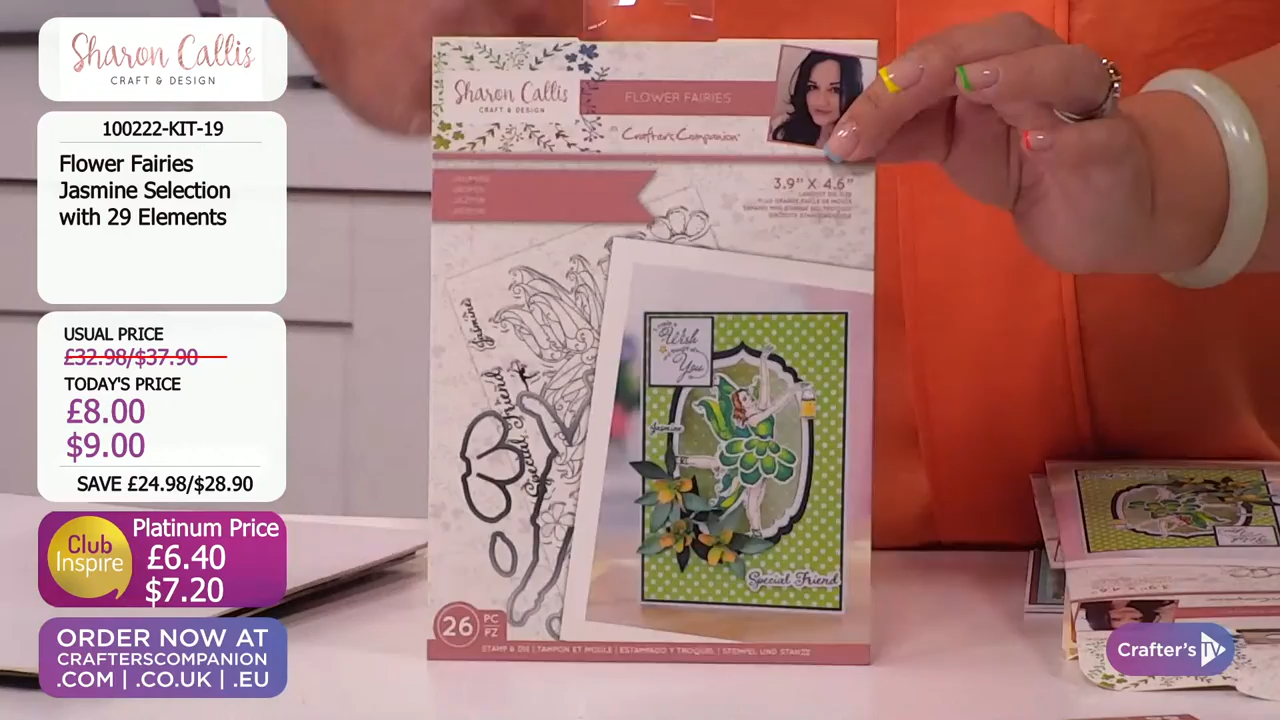 Sharon Callis
CRAFT & DESIGN
100222-KIT-19
Flower Fairies
Jasmine Selection
with 29 Elements
USUAL PRICE
£32.98/$37.90
TODAY'S PRICE
£8.00
$9.00
SAVE £24.98/$28.90
Club
Inspire
Platinum Price
£6.40
$7.20
ORDER NOW AT
CRAFTERSCOMPANION
.COM | .CO.UK | .EU
Sharon Callis
CRAFT & DESIGN
FLOWER FAIRIES
Crafter's Companion
3.9" X 4.6"
Jasmine
Special Friend
Wish
You
Jasmine
Special Friend
26 PC
PZ
STAMP & DIE | TAMPON ET MOULE | ESTAMPADO Y TROQUEL | STEMPEL UND STANZE
Crafter's TV